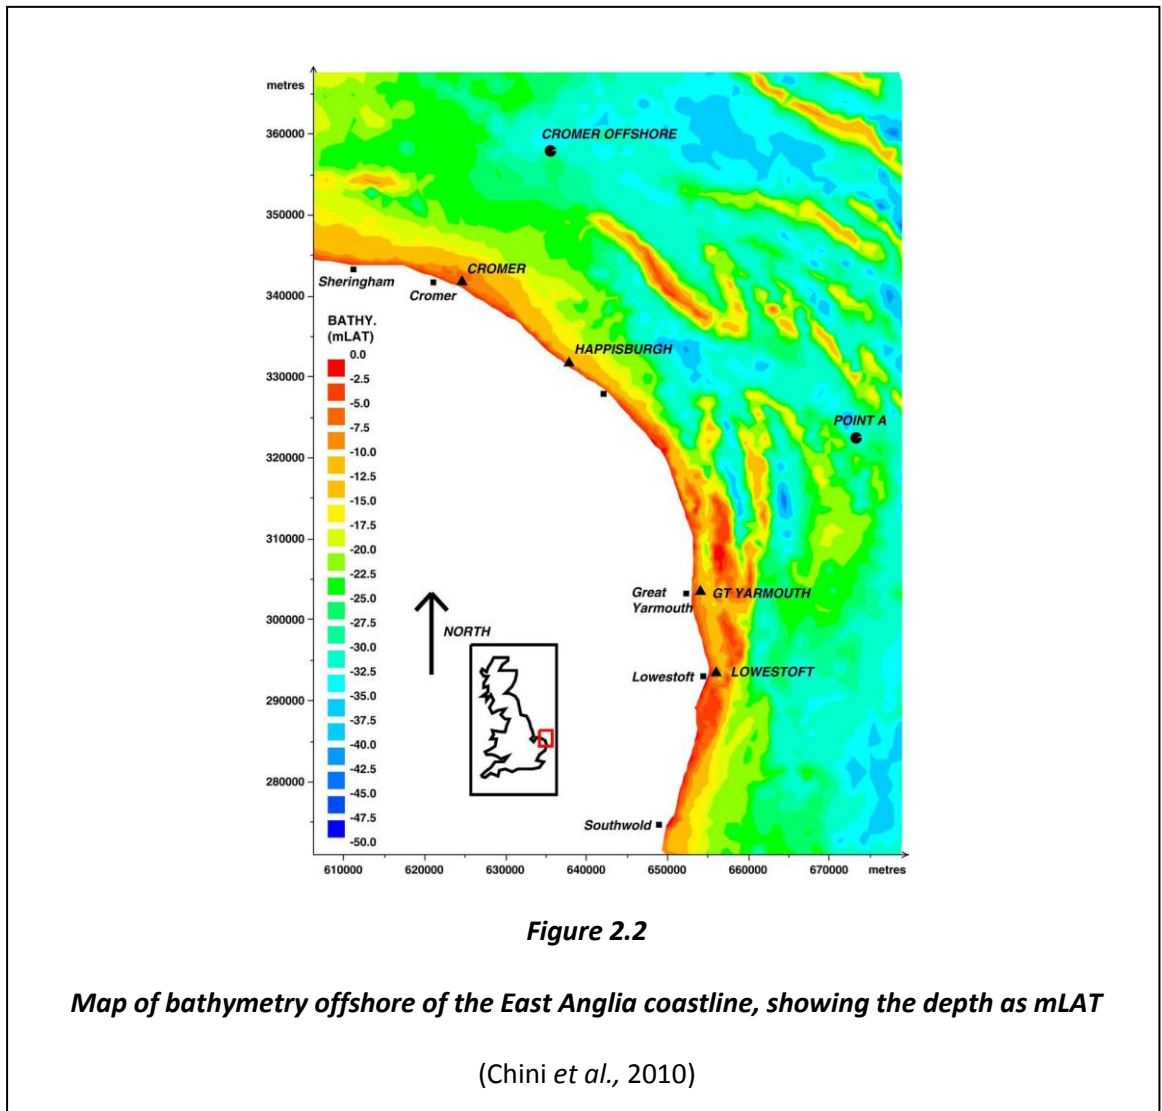 metres
360000
350000
340000
330000
320000
310000
300000
290000
280000
CROMER OFFSHORE
CROMER
Sheringham
Cromer
HAPPISBURGH
POINT A
Great
Yarmouth
GT YARMOUTH
Lowestoft
LOWESTOFT
Southwold
NORTH
BATHY.
(mLAT)
0.0
-2.5
-5.0
-7.5
-10.0
-12.5
-15.0
-17.5
-20.0
-22.5
-25.0
-27.5
-30.0
-32.5
-35.0
-37.5
-40.0
-42.5
-45.0
-47.5
-50.0
610000 620000 630000 640000 650000 660000 670000 metres
Figure 2.2
Map of bathymetry offshore of the East Anglia coastline, showing the depth as mLAT
(Chini et al., 2010)